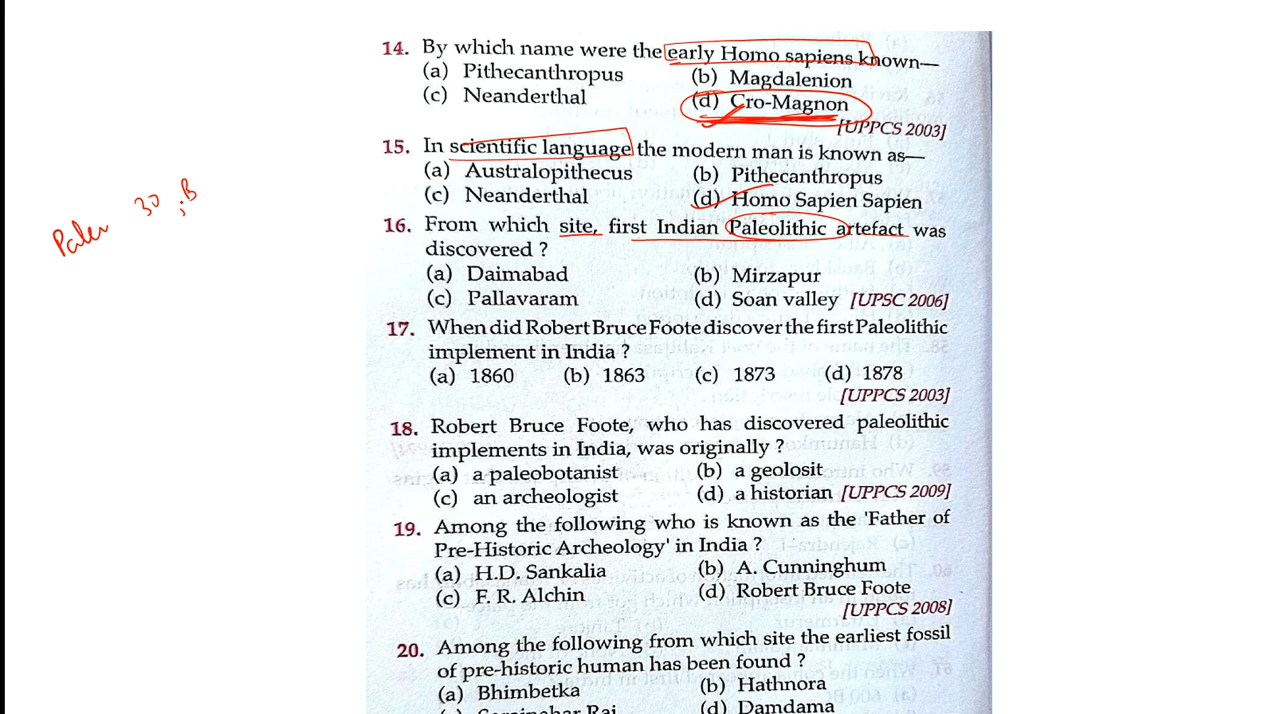 14. By which name were the early Homo sapiens known—
(a) Pithecanthropus (b) Magdalenion
(c) Neanderthal (d) Cro-Magnon
[UPPCS 2003]
15. In scientific language the modern man is known as—
(a) Australopithecus (b) Pithecanthropus
(c) Neanderthal (d) Homo Sapien Sapien
16. From which site, first Indian Paleolithic artefact was
discovered ?
(a) Daimabad (b) Mirzapur
(c) Pallavaram (d) Soan valley [UPSC 2006]
17. When did Robert Bruce Foote discover the first Paleolithic
implement in India ?
(a) 1860 (b) 1863 (c) 1873 (d) 1878
[UPPCS 2003]
18. Robert Bruce Foote, who has discovered paleolithic
implements in India, was originally ?
(a) a paleobotanist (b) a geolosit
(c) an archeologist (d) a historian [UPPCS 2009]
19. Among the following who is known as the 'Father of
Pre-Historic Archeology' in India ?
(a) H.D. Sankalia (b) A. Cunninghum
(c) F. R. Alchin (d) Robert Bruce Foote
[UPPCS 2008]
20. Among the following from which site the earliest fossil
of pre-historic human has been found ?
(a) Bhimbetka (b) Hathnora
(d) Damdama
30